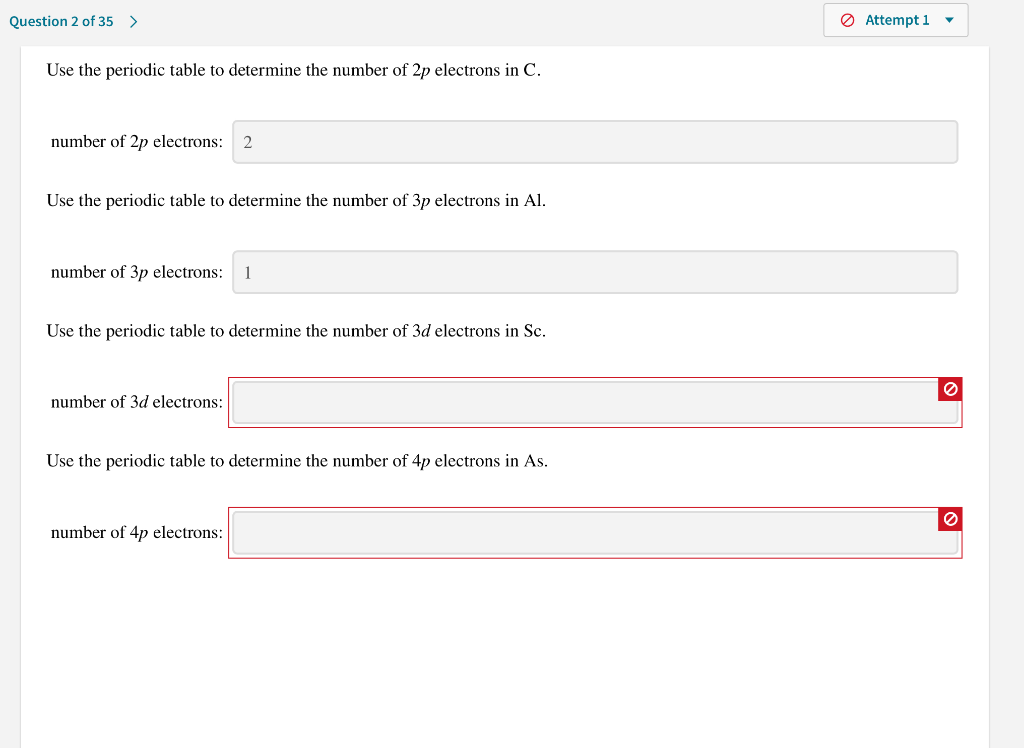 Question 2 of 35 >
Attempt 1
Use the periodic table to determine the number of 2p electrons in C.
number of 2p electrons: 2
Use the periodic table to determine the number of 3p electrons in Al.
number of 3p electrons: 1
Use the periodic table to determine the number of 3d electrons in Sc.
number of 3d electrons:
Use the periodic table to determine the number of 4p electrons in As.
number of 4p electrons: